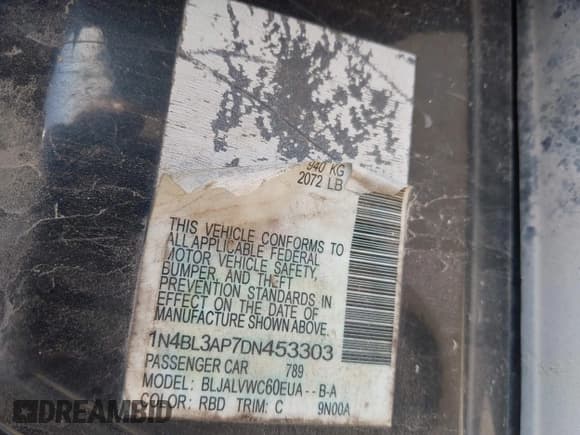 940 KG
2072 LB
THIS VEHICLE CONFORMS TO
ALL APPLICABLE FEDERAL
MOTOR VEHICLE SAFETY,
BUMPER, AND THEFT
PREVENTION STANDARDS IN
EFFECT ON THE DATE OF
MANUFACTURE SHOWN ABOVE.
1N4BL3AP7DN453303
PASSENGER CAR 789
MODEL: BLJALVWC60EUA--B-A
COLOR: RBD TRIM: C 9N00A
DREAMBID